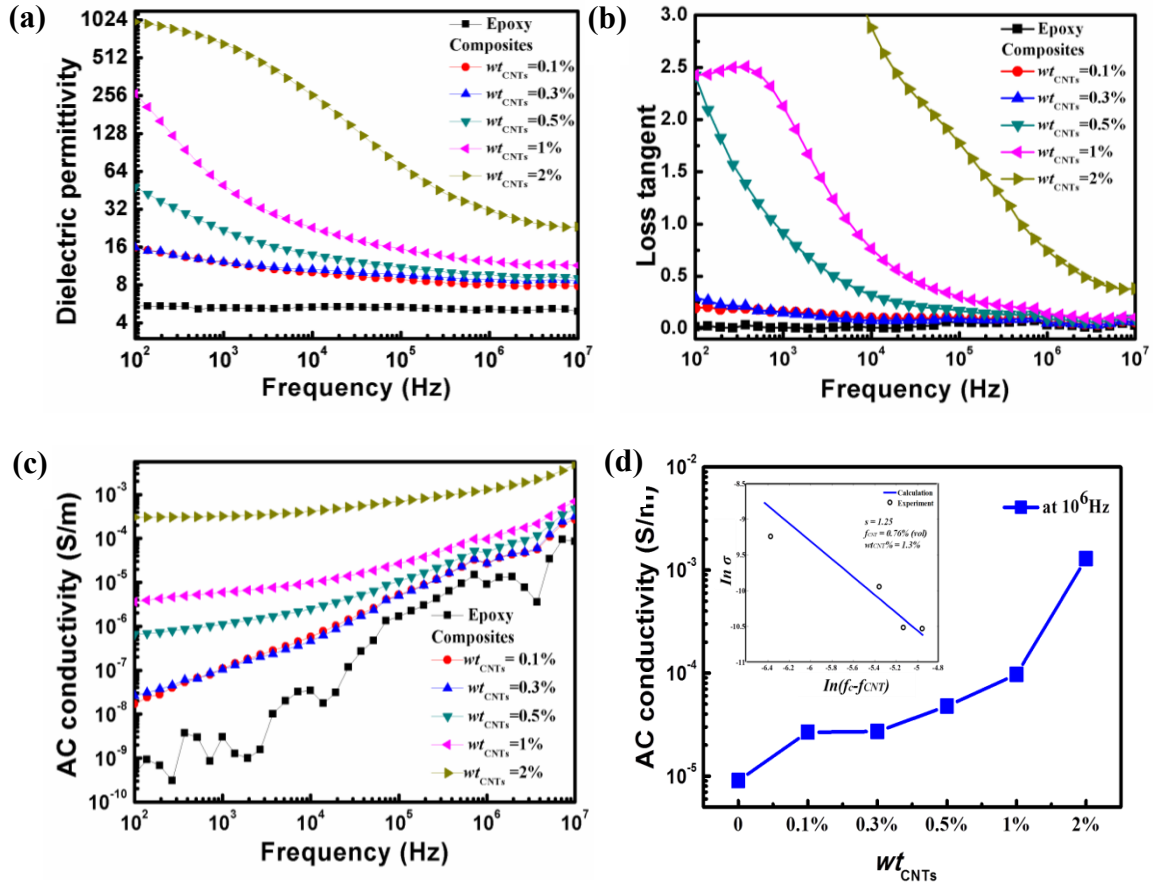 (a)
1024
512
256
128
64
32
16
8
4
Dielectric permittivity
10² 10³ 10⁴ 10⁵ 10⁶ 10⁷
Frequency (Hz)
Epoxy
Composites
wtCNTs=0.1%
wtCNTs=0.3%
wtCNTs=0.5%
wtCNTs=1%
wtCNTs=2%
(b)
2.5
2.0
1.5
1.0
0.5
0.0
Loss tangent
10² 10³ 10⁴ 10⁵ 10⁶ 10⁷
Frequency (Hz)
Epoxy
Composites
wtCNTs=0.1%
wtCNTs=0.3%
wtCNTs=0.5%
wtCNTs=1%
wtCNTs=2%
(c)
10⁻³
10⁻⁴
10⁻⁵
10⁻⁶
10⁻⁷
10⁻⁸
10⁻⁹
10⁻¹⁰
AC conductivity (S/m)
10² 10³ 10⁴ 10⁵ 10⁶ 10⁷
Frequency (Hz)
Epoxy
Composites
wtCNTs= 0.1%
wtCNTs= 0.3%
wtCNTs=0.5%
wtCNTs=1%
wtCNTs=2%
(d)
10⁻²
10⁻³
10⁻⁴
10⁻⁵
AC conductivity
0 0.1% 0.3% 0.5% 1% 2%
wtCNTs
at 10⁶Hz
-8.5
-9
-9.5
-10
-10.5
-11
ln σ
-6.4 -6.2 -6 -5.8 -5.6 -5.4 -5.2 -5 -4.8
ln(fc-fCNT)
Calculation
Experiment
s = 1.25
fCNT = 0.76% (vol)
wtCNT% = 1.3%